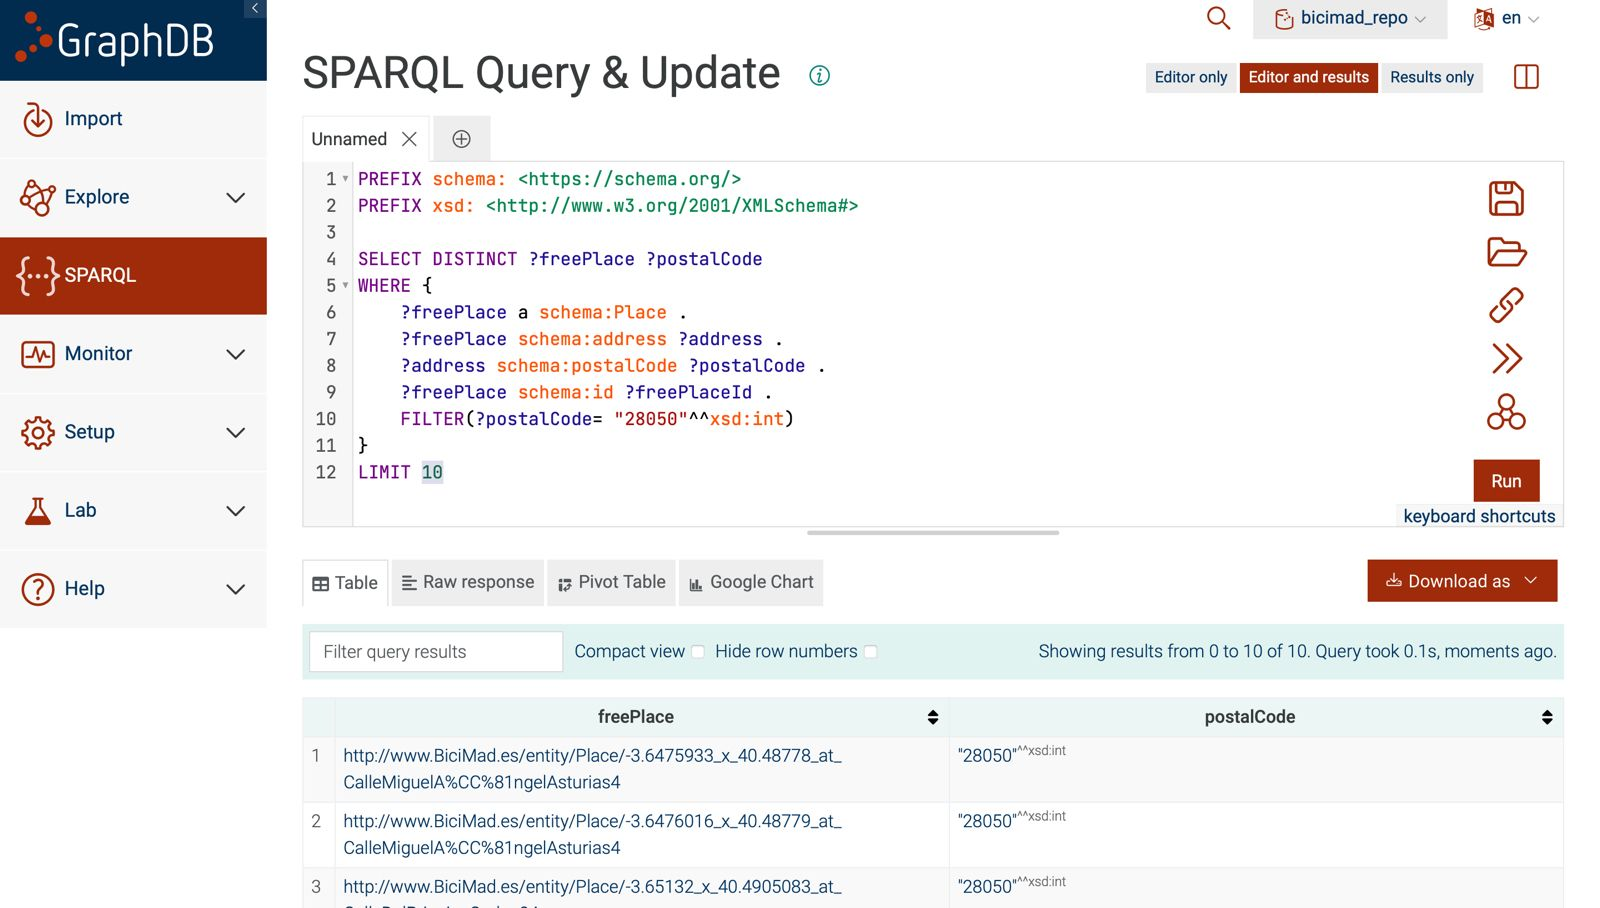 GraphDB
bicimad_repo
en
SPARQL Query & Update
Editor only
Editor and results
Results only
Import
Explore
SPARQL
Monitor
Setup
Lab
Help
Unnamed
1 PREFIX schema: <https://schema.org/>
2 PREFIX xsd: <http://www.w3.org/2001/XMLSchema#>
3
4 SELECT DISTINCT ?freePlace ?postalCode
5 WHERE {
6 ?freePlace a schema:Place .
7 ?freePlace schema:address ?address .
8 ?address schema:postalCode ?postalCode .
9 ?freePlace schema:id ?freePlaceId .
10 FILTER(?postalCode= "28050"^^xsd:int)
11 }
12 LIMIT 10
Run
keyboard shortcuts
Table
Raw response
Pivot Table
Google Chart
Download as
Filter query results
Compact view
Hide row numbers
Showing results from 0 to 10 of 10. Query took 0.1s, moments ago.
freePlace postalCode
1 http://www.BiciMad.es/entity/Place/-3.6475933_x_40.48778_at_ "28050"^^xsd:int
CalleMiguelA%CC%81ngelAsturias4
2 http://www.BiciMad.es/entity/Place/-3.6476016_x_40.48779_at_ "28050"^^xsd:int
CalleMiguelA%CC%81ngelAsturias4
3 http://www.BiciMad.es/entity/Place/-3.65132_x_40.4905083_at_ "28050"^^xsd:int